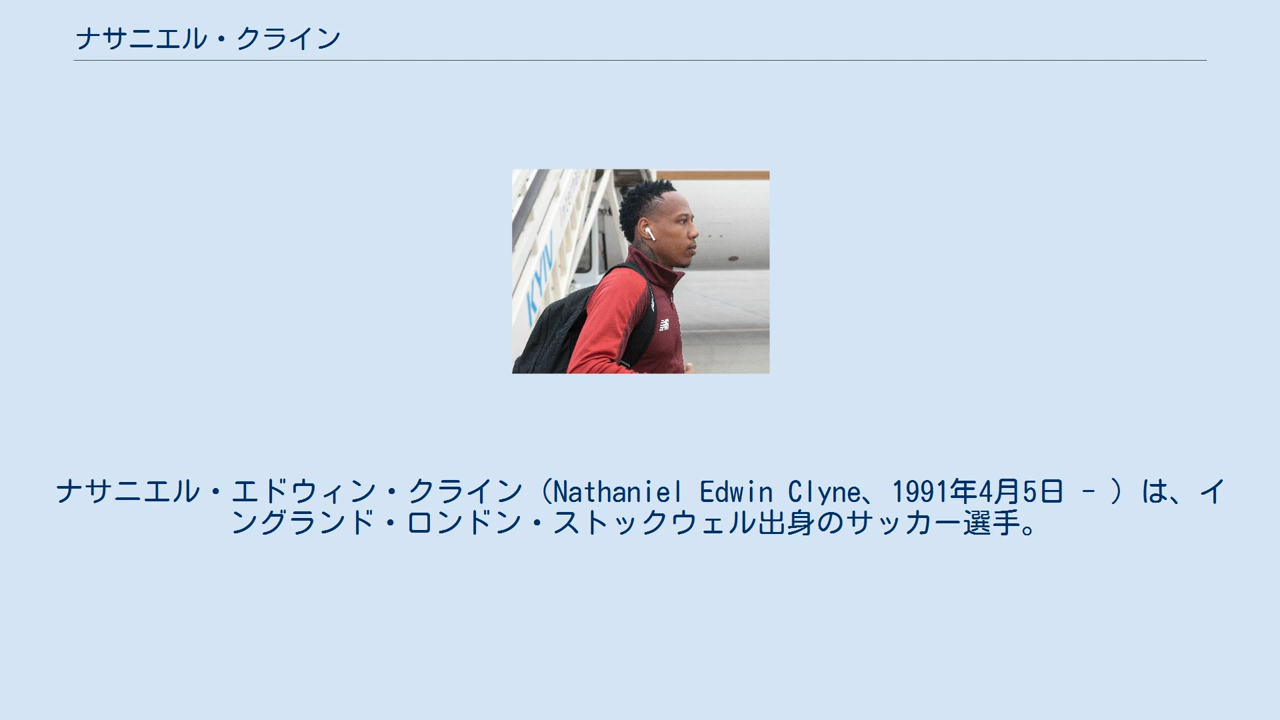 ナサニエル・クライン
KYIV
ナサニエル・エドウィン・クライン（Nathaniel Edwin Clyne、1991年4月5日 - ）は、イ
ングランド・ロンドン・ストックウェル出身のサッカー選手。